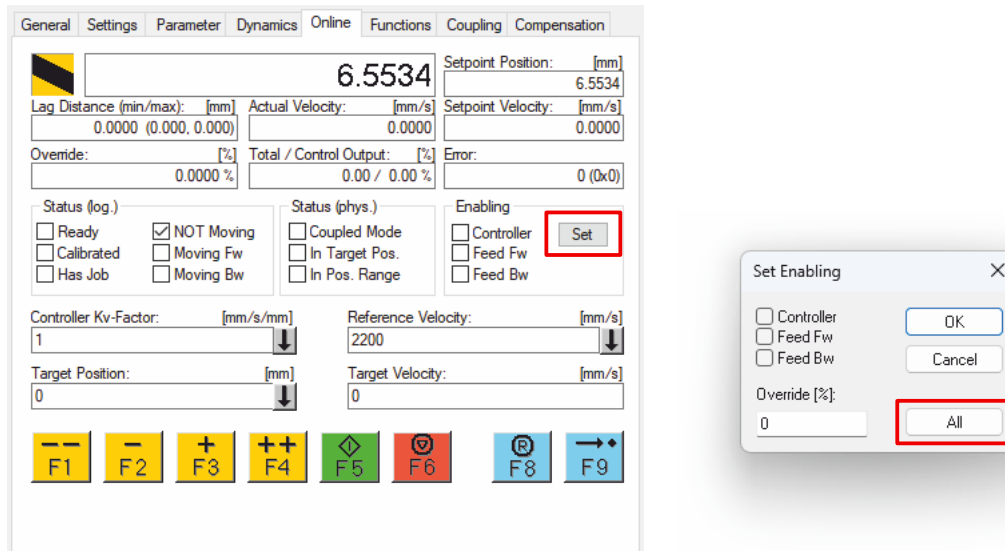 General Settings Parameter Dynamics Online Functions Coupling Compensation
6.5534
Setpoint Position: [mm]
6.5534
Lag Distance (min/max): [mm] Actual Velocity: [mm/s] Setpoint Velocity: [mm/s]
0.0000 (0.000, 0.000) 0.0000 0.0000
Override: [%] Total / Control Output: [%] Error:
0.0000 % 0.00 / 0.00 % 0 (0x0)
Status (log.) Status (phys.) Enabling
Ready NOT Moving Coupled Mode Controller Set
Calibrated Moving Fw In Target Pos. Feed Fw
Has Job Moving Bw In Pos. Range Feed Bw
Controller Kv-Factor: [mm/s/mm] Reference Velocity: [mm/s]
1 2200
Target Position: [mm] Target Velocity: [mm/s]
0 0
F1 F2 F3 F4 F5 F6 F8 F9
Set Enabling
Controller OK
Feed Fw
Feed Bw Cancel
Override [%]:
0 All